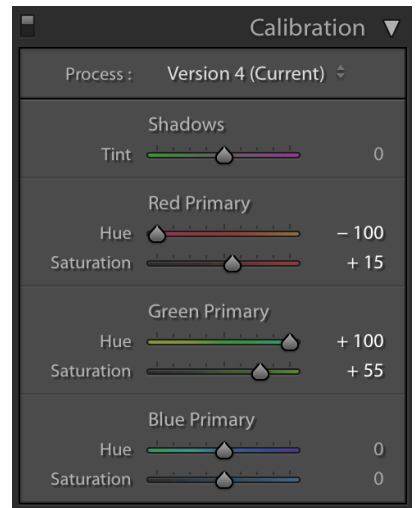 Calibration
Process : Version 4 (Current)
Shadows
Tint 0
Red Primary
Hue – 100
Saturation + 15
Green Primary
Hue + 100
Saturation + 55
Blue Primary
Hue 0
Saturation 0